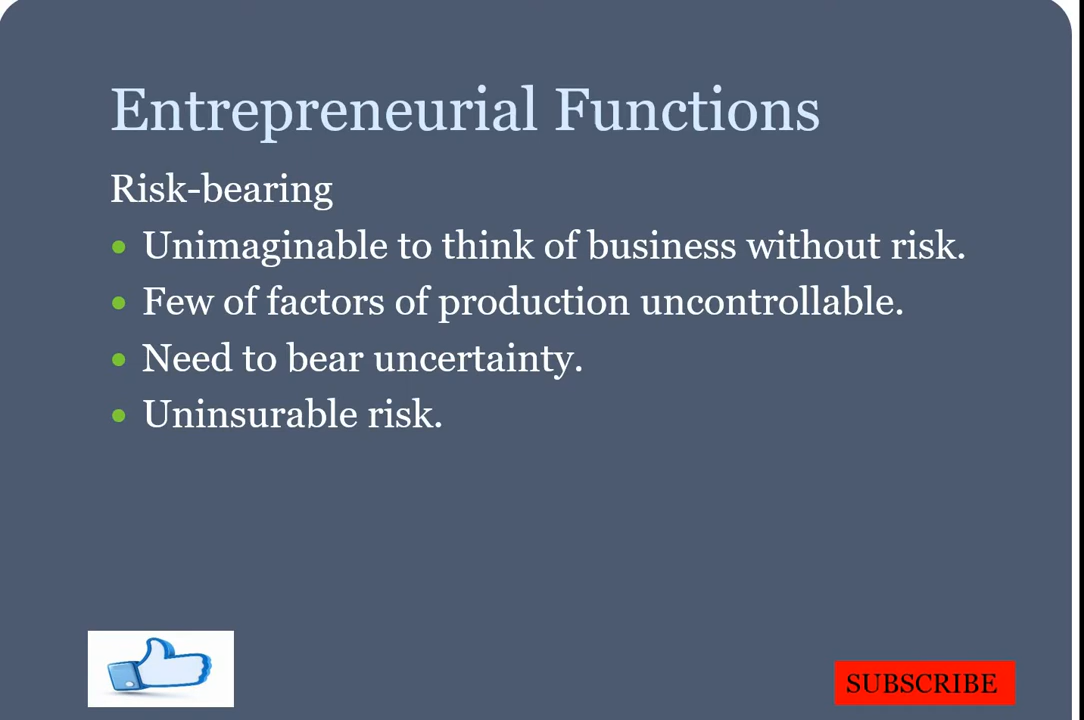 Entrepreneurial Functions
Risk-bearing
• Unimaginable to think of business without risk.
• Few of factors of production uncontrollable.
• Need to bear uncertainty.
• Uninsurable risk.
SUBSCRIBE